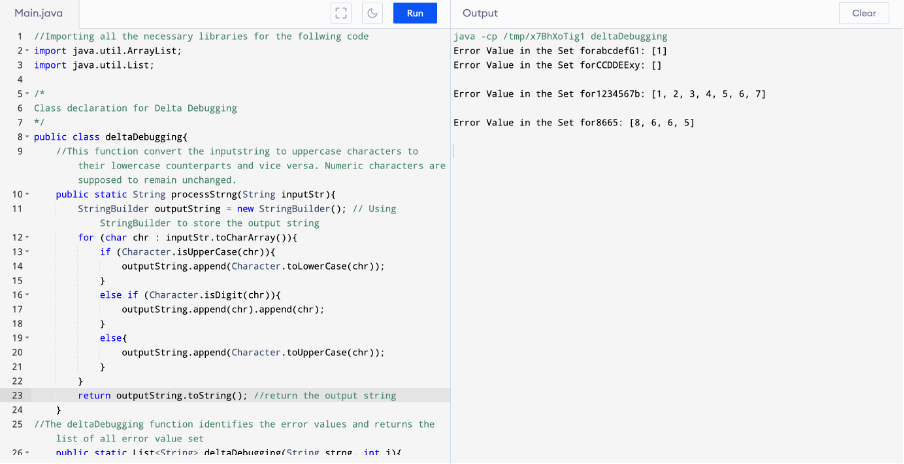 Main.java
Run
Output
Clear
1 //Importing all the necessary libraries for the follwing code
2 import java.util.ArrayList;
3 import java.util.List;
4
5 /*
6 Class declaration for Delta Debugging
7 */
8 public class deltaDebugging{
9 //This function convert the inputstring to uppercase characters to
their lowercase counterparts and vice versa. Numeric characters are
supposed to remain unchanged.
10 public static String processStrng(String inputStr){
11 StringBuilder outputString = new StringBuilder(); // Using
StringBuilder to store the output string
12 for (char chr : inputStr.toCharArray()){
13 if (Character.isUpperCase(chr)){
14 outputString.append(Character.toLowerCase(chr));
15 }
16 else if (Character.isDigit(chr)){
17 outputString.append(chr).append(chr);
18 }
19 else{
20 outputString.append(Character.toUpperCase(chr));
21 }
22 }
23 return outputString.toString(); //return the output string
24 }
25 //The deltaDebugging function identifies the error values and returns the
list of all error value set
26 public static List<String> deltaDebugging(String strng, int i){
java -cp /tmp/x7BhXoTig1 deltaDebugging
Error Value in the Set forabcdefG1: [1]
Error Value in the Set forCCDDEExy: []
Error Value in the Set for1234567b: [1, 2, 3, 4, 5, 6, 7]
Error Value in the Set for8665: [8, 6, 6, 5]